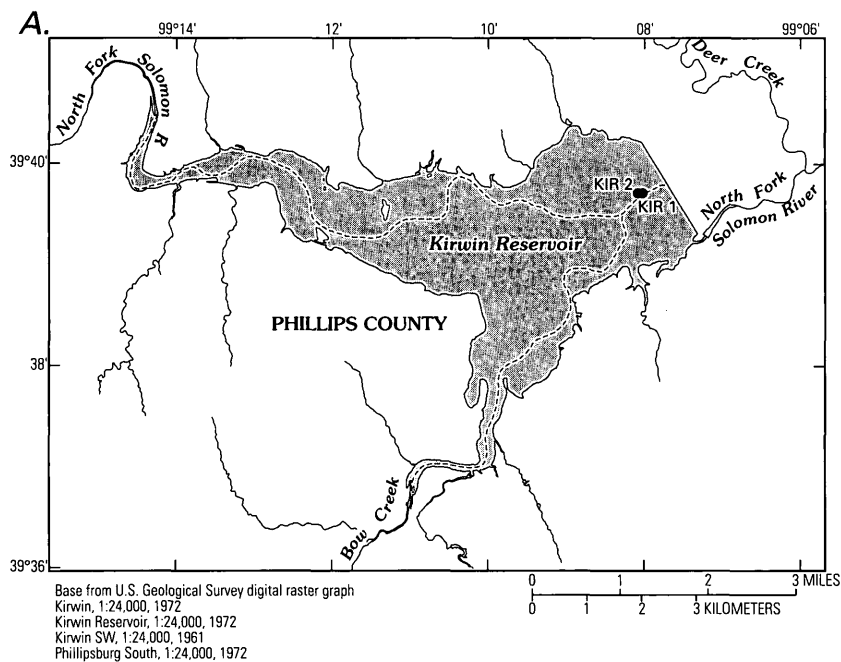 A.
99°14'
12'
10'
08'
99°06'
North Fork Solomon R
Deer Creek
39°40'
KIR 2
KIR 1
North Fork
Solomon River
Kirwin Reservoir
PHILLIPS COUNTY
38'
Bow Creek
39°36'
Base from U.S. Geological Survey digital raster graph
Kirwin, 1:24,000, 1972
Kirwin Reservoir, 1:24,000, 1972
Kirwin SW, 1:24,000, 1961
Phillipsburg South, 1:24,000, 1972
0 1 2 3 MILES
0 1 2 3 KILOMETERS